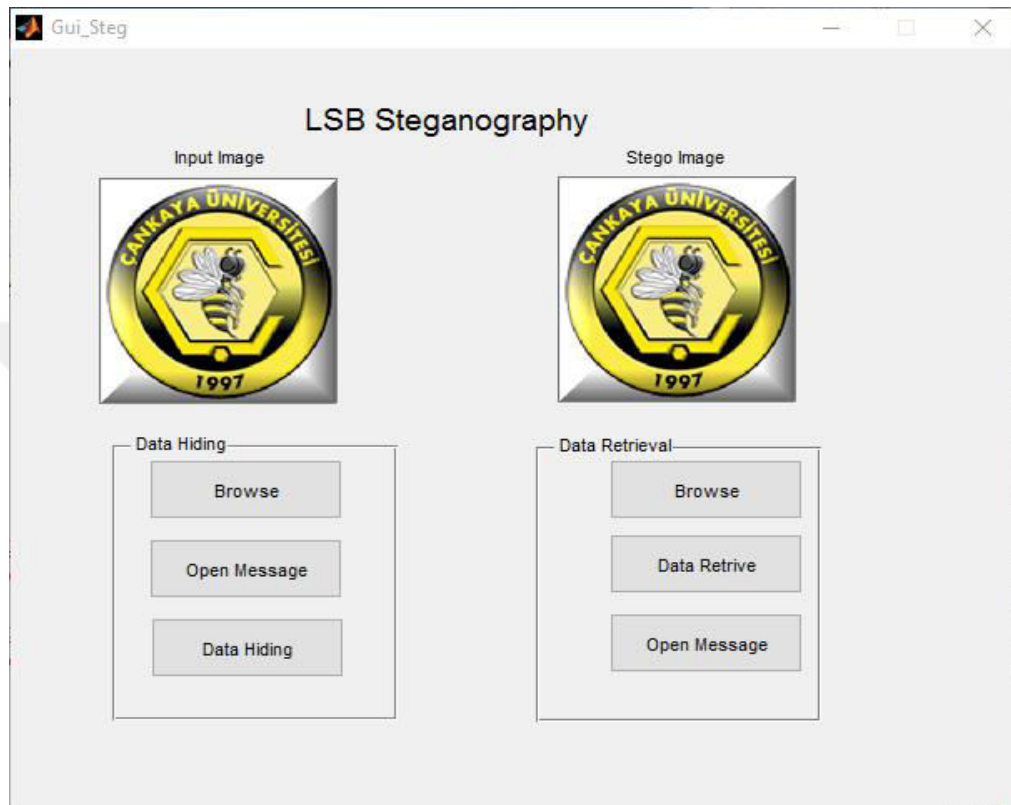 Gui_Steg
LSB Steganography
Input Image
Stego Image
ÇANKAYA ÜNİVERSİTESİ
1997
ÇANKAYA ÜNİVERSİTESİ
1997
Data Hiding
Browse
Open Message
Data Hiding
Data Retrieval
Browse
Data Retrive
Open Message